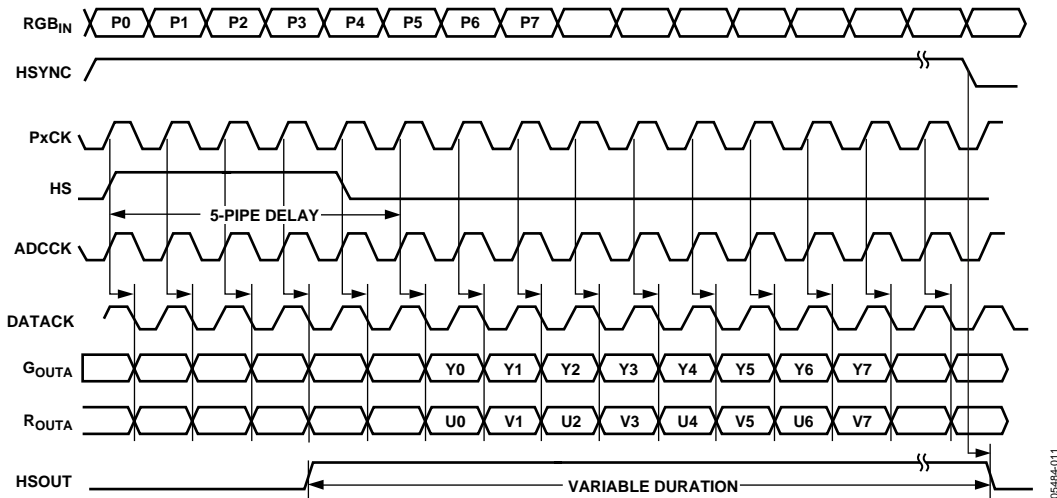 RGBIN P0 P1 P2 P3 P4 P5 P6 P7
HSYNC
PxCK
HS
5-PIPE DELAY
ADCCK
DATACK
GOUTA Y0 Y1 Y2 Y3 Y4 Y5 Y6 Y7
ROUTA U0 V1 U2 V3 U4 V5 U6 V7
HSOUT
VARIABLE DURATION
05484-011